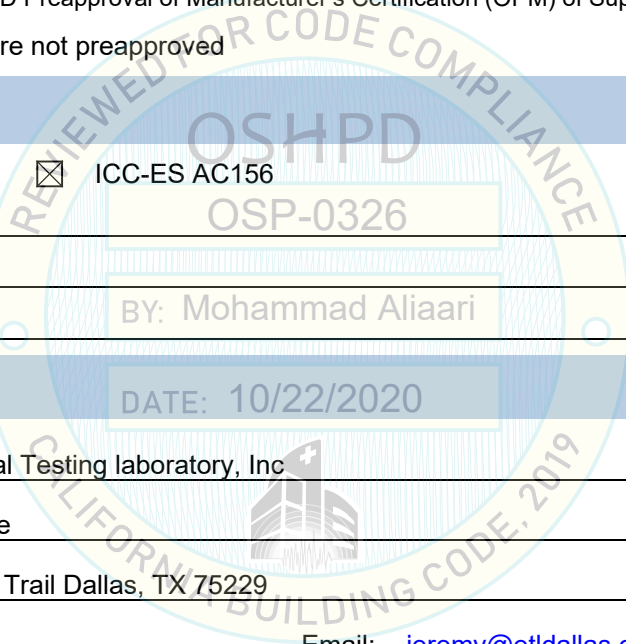 D Preapproval of Manufacturer's Certification (OPM) of Sup
re not preapproved
REVIEWED FOR CODE COMPLIANCE
OSHPD
☒ ICC-ES AC156
OSP-0326
BY: Mohammad Aliaari
DATE: 10/22/2020
al Testing laboratory, Inc
e
Trail Dallas, TX 75229
CALIFORNIA BUILDING CODE, 2019
Email: jeremy@etldallas.c